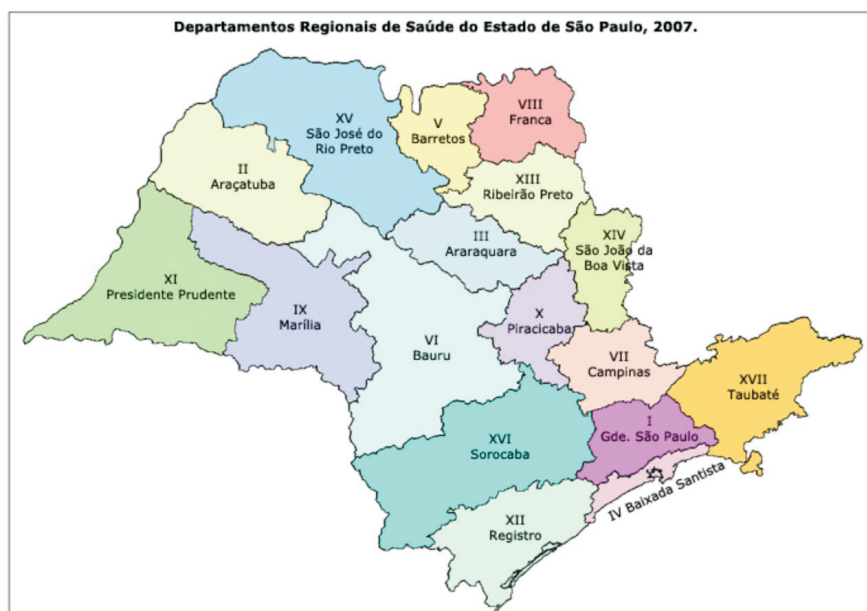 Departamentos Regionais de Saúde do Estado de São Paulo, 2007.
XV
São José do
Rio Preto
V
Barretos
VIII
Franca
II
Araçatuba
XIII
Ribeirão Preto
III
Araraquara
XIV
São João da
Boa Vista
XI
Presidente Prudente
IX
Marília
X
Piracicaba
VI
Bauru
VII
Campinas
XVII
Taubaté
I
Gde. São Paulo
XVI
Sorocaba
IV Baixada Santista
XII
Registro